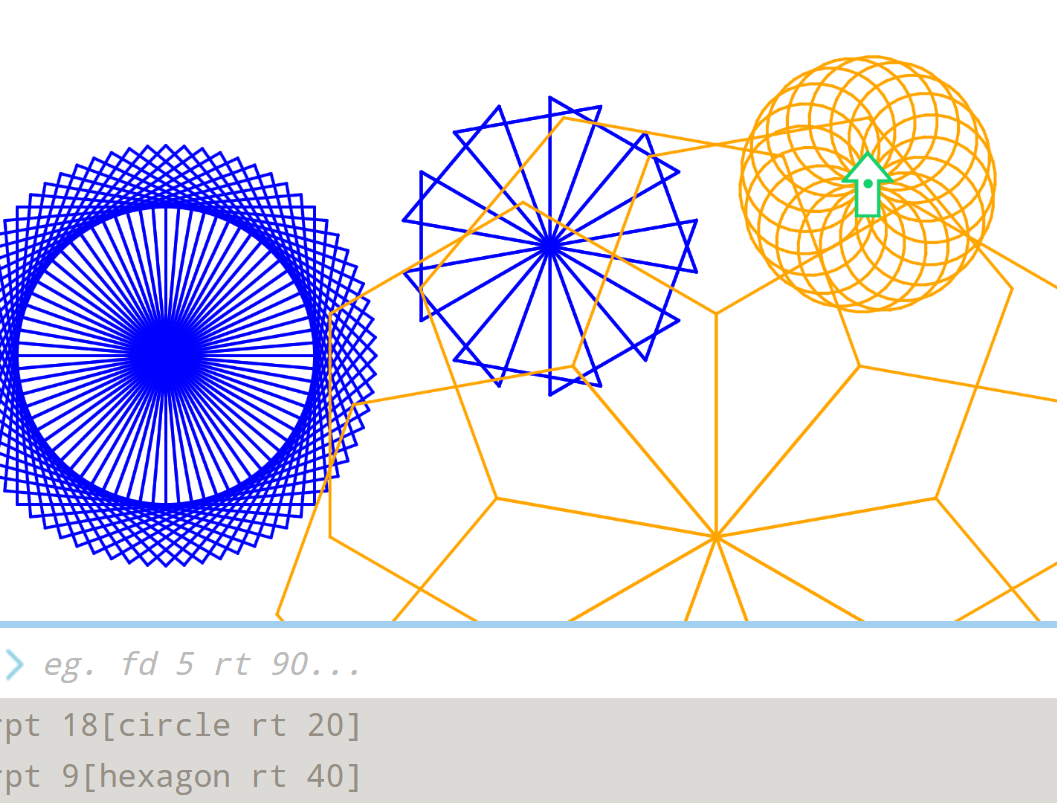 eg. fd 5 rt 90...
rpt 18[circle rt 20]
rpt 9[hexagon rt 40]